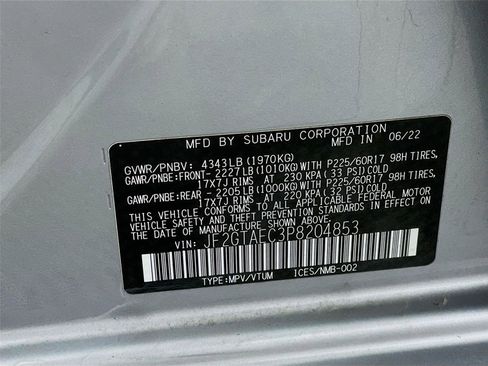 MFD BY SUBARU CORPORATION
MFD IN 06/22
GVWR/PNBV: 4343LB(1970KG)
GAWR/PNBE:FRONT- 2227LB(1010KG)WITH P225/60R17 98H TIRES,
17X7J RIMS AT 230 KPA( 33 PSI)COLD
GAWR/PNBE:REAR - 2205LB(1000KG)WITH P225/60R17 98H TIRES,
17X7J RIMS AT 220 KPA( 32 PSI)COLD
THIS VEHICLE CONFORMS TO ALL APPLICABLE FEDERAL MOTOR
VEHICLE SAFETY STANDARDS IN EFFECT ON THE DATE OF
MANUFACTURE SHOWN ABOVE.
VIN: JF2GTAEC3P8204853
TYPE:MPV/VTUM ICES/NMB-002